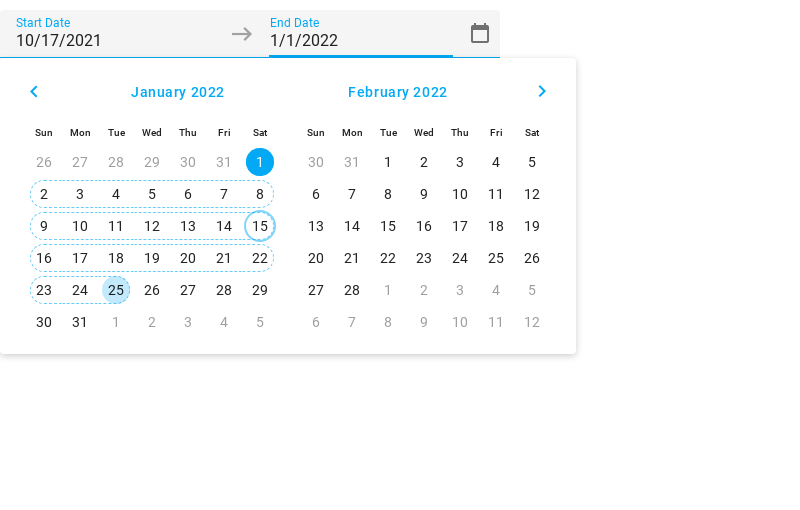 Start Date
10/17/2021
End Date
1/1/2022
January 2022
Sun Mon Tue Wed Thu Fri Sat
26 27 28 29 30 31 1
2 3 4 5 6 7 8
9 10 11 12 13 14 15
16 17 18 19 20 21 22
23 24 25 26 27 28 29
30 31 1 2 3 4 5
February 2022
Sun Mon Tue Wed Thu Fri Sat
30 31 1 2 3 4 5
6 7 8 9 10 11 12
13 14 15 16 17 18 19
20 21 22 23 24 25 26
27 28 1 2 3 4 5
6 7 8 9 10 11 12